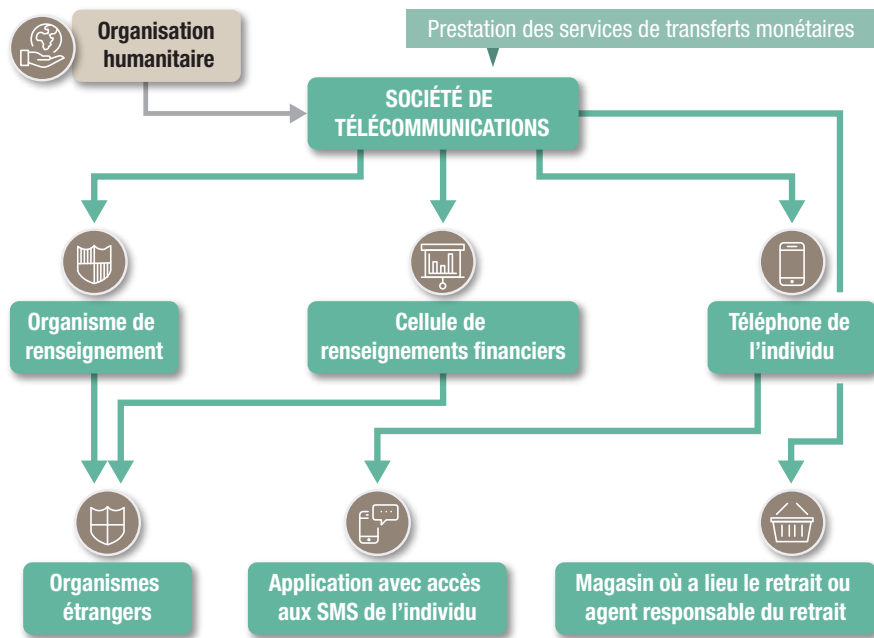 Organisation
humanitaire
Prestation des services de transferts monétaires
SOCIÉTÉ DE
TÉLÉCOMMUNICATIONS
Organisme de
renseignement
Cellule de
renseignements financiers
Téléphone de
l’individu
Organismes
étrangers
Application avec accès
aux SMS de l’individu
Magasin où a lieu le retrait ou
agent responsable du retrait